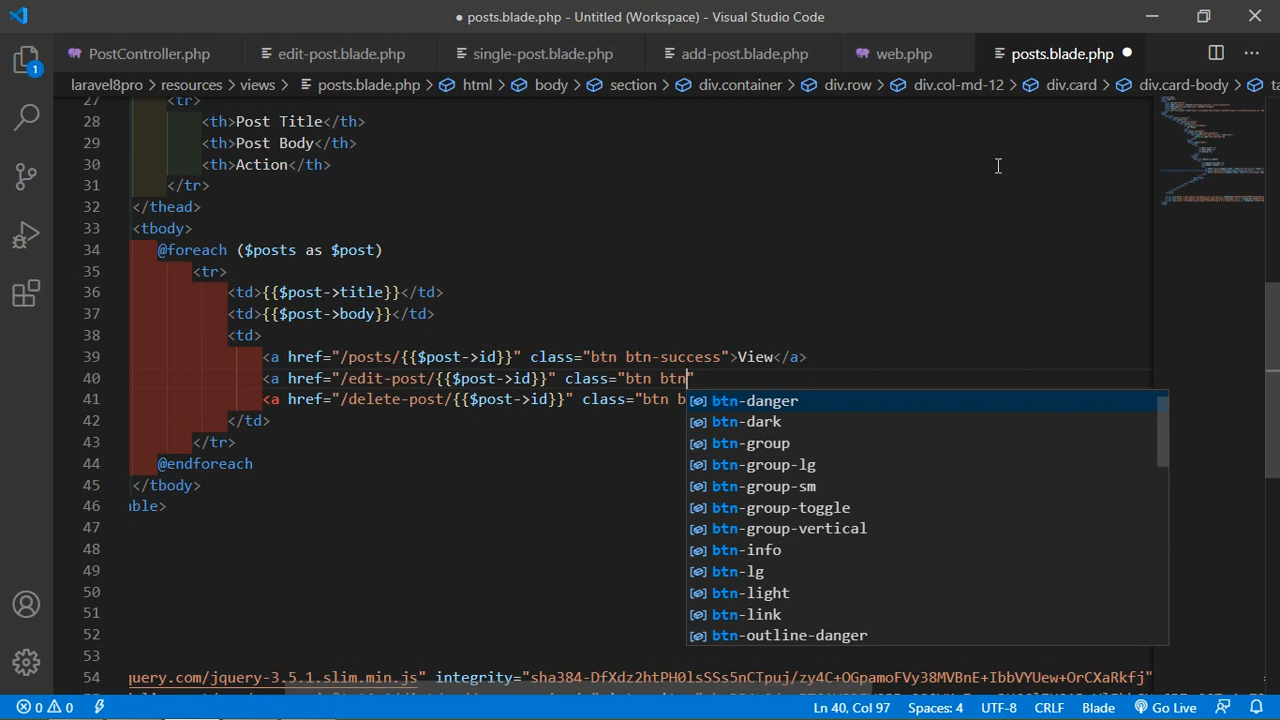 ● posts.blade.php - Untitled (Workspace) - Visual Studio Code
PostController.php edit-post.blade.php single-post.blade.php add-post.blade.php web.php posts.blade.php ●
laravel8pro > resources > views > posts.blade.php > html > body > section > div.container > div.row > div.col-md-12 > div.card > div.card-body > ta
1
27 <tr>
28 <th>Post Title</th>
29 <th>Post Body</th>
30 <th>Action</th>
31 </tr>
32 </thead>
33 <tbody>
34 @foreach ($posts as $post)
35 <tr>
36 <td>{{$post->title}}</td>
37 <td>{{$post->body}}</td>
38 <td>
39 <a href="/posts/{{$post->id}}" class="btn btn-success">View</a>
40 <a href="/edit-post/{{$post->id}}" class="btn btn"
41 <a href="/delete-post/{{$post->id}}" class="btn b
42 </td>
43 </tr>
44 @endforeach
45 </tbody>
46 able>
47
48
49
50
51
52
53
54 query.com/jquery-3.5.1.slim.min.js" integrity="sha384-DfXdz2htPH0lsSSs5nCTpuj/zy4C+OGpamoFVy38MVBnE+IbbVYUew+OrCXaRkfj"
btn-danger
btn-dark
btn-group
btn-group-lg
btn-group-sm
btn-group-toggle
btn-group-vertical
btn-info
btn-lg
btn-light
btn-link
btn-outline-danger
0 0 Ln 40, Col 97 Spaces: 4 UTF-8 CRLF Blade Go Live